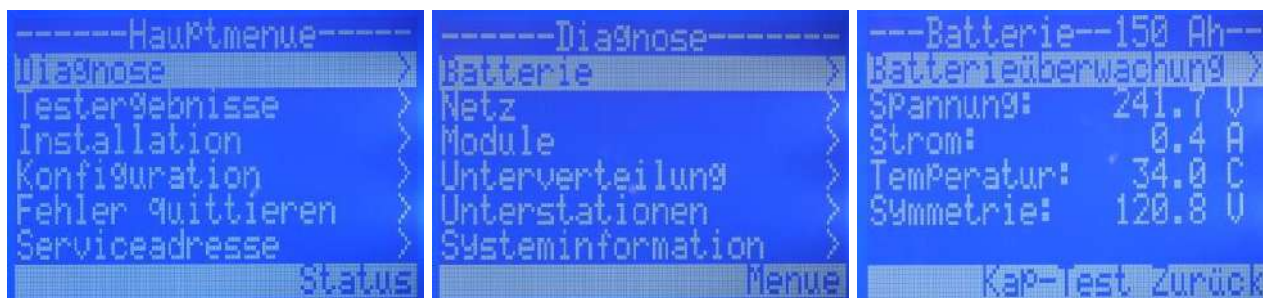 ------Hauptmenue-----
Diagnose >
Testergebnisse >
Installation >
Konfiguration >
Fehler quittieren >
Serviceadresse >
Status
------Diagnose-------
Batterie >
Netz >
Module >
Unterverteilung >
Unterstationen >
Systeminformation >
Menue
---Batterie--150 Ah--
Batterieüberwachung >
Spannung: 241.7 V
Strom: 0.4 A
Temperatur: 34.0 C
Symmetrie: 120.8 V
Kap-Test Zurück